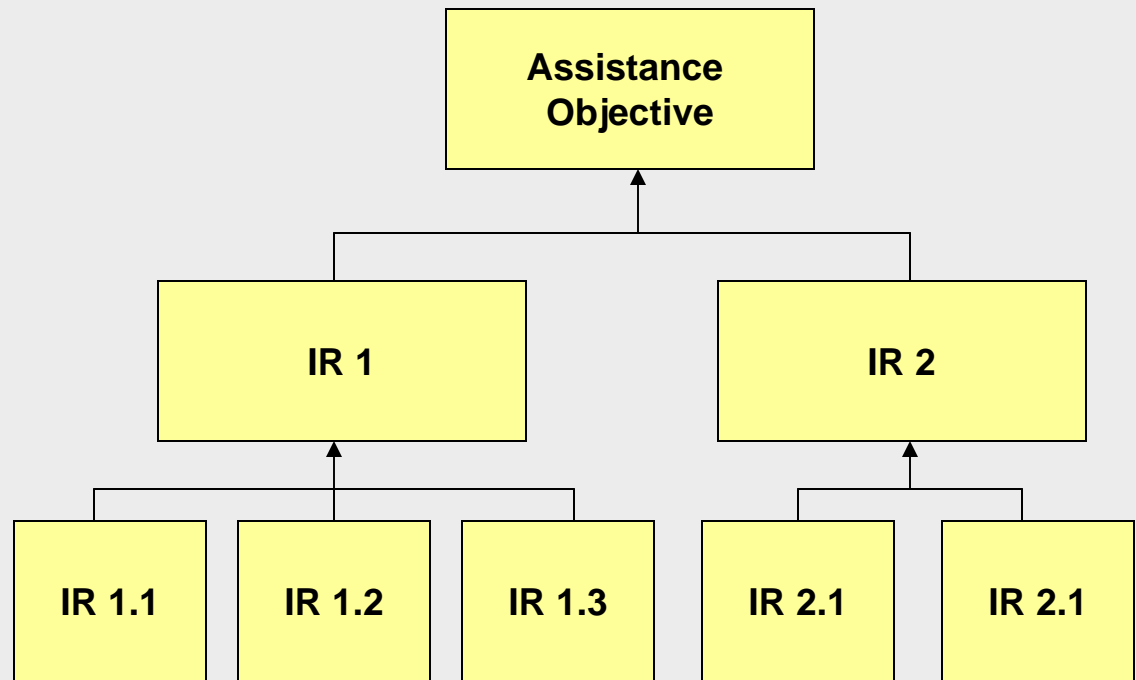 Assistance
Objective
IR 1
IR 2
IR 1.1
IR 1.2
IR 1.3
IR 2.1
IR 2.1